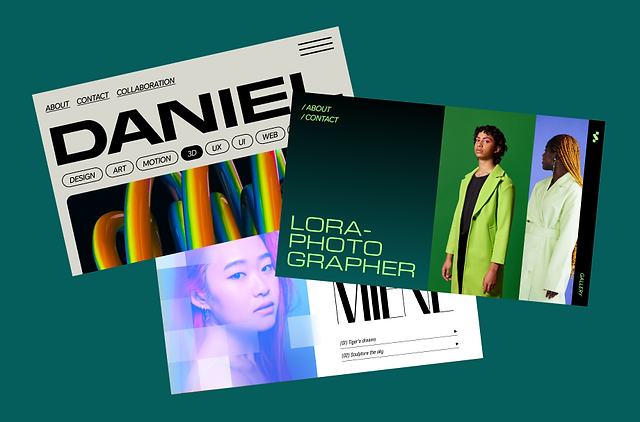 ABOUT CONTACT COLLABORATION
DANIEL
DESIGN ART MOTION 3D UX UI WEB
/ ABOUT
/ CONTACT
LORA-
PHOTO
GRAPHER
GALLERY
(01) Tiger's dreams
(02) Sculpture the sky